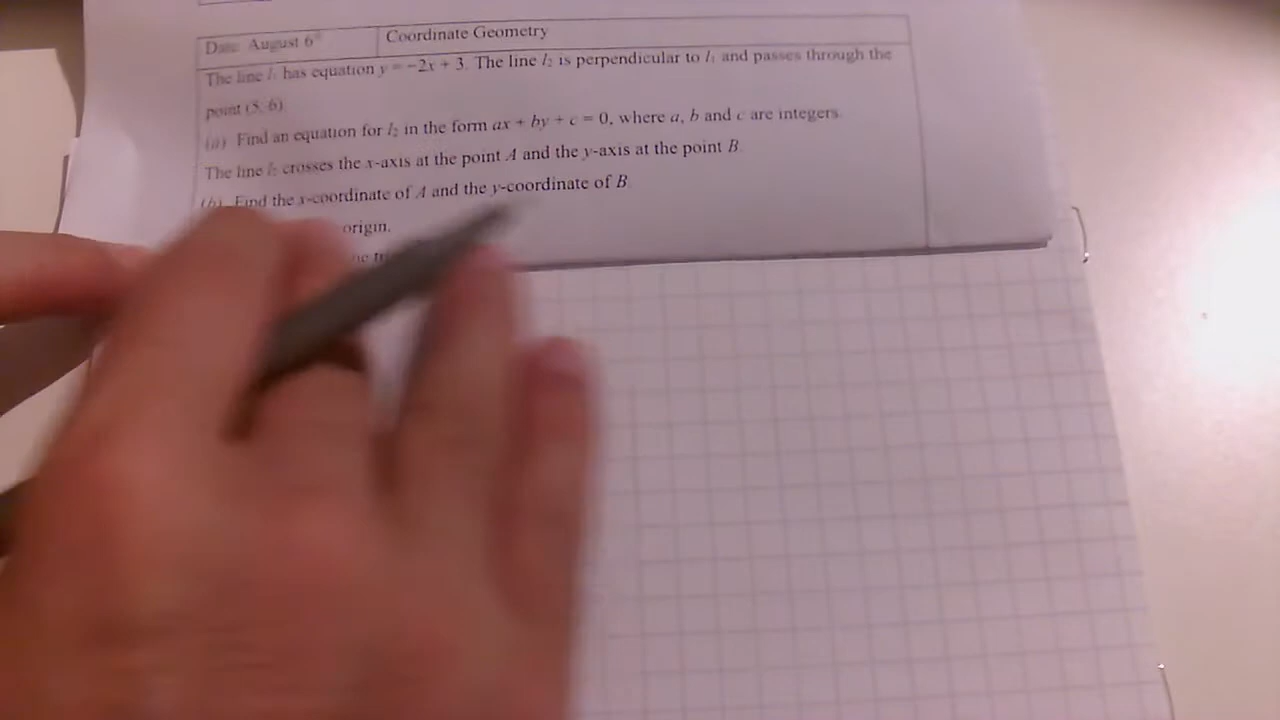 Date: August 6th
Coordinate Geometry
The line l₁ has equation y = −2x + 3. The line l₂ is perpendicular to l₁ and passes through the
point (5, 6).
(a) Find an equation for l₂ in the form ax + by + c = 0, where a, b and c are integers.
The line l₂ crosses the x-axis at the point A and the y-axis at the point B.
(b) Find the x-coordinate of A and the y-coordinate of B.
origin.